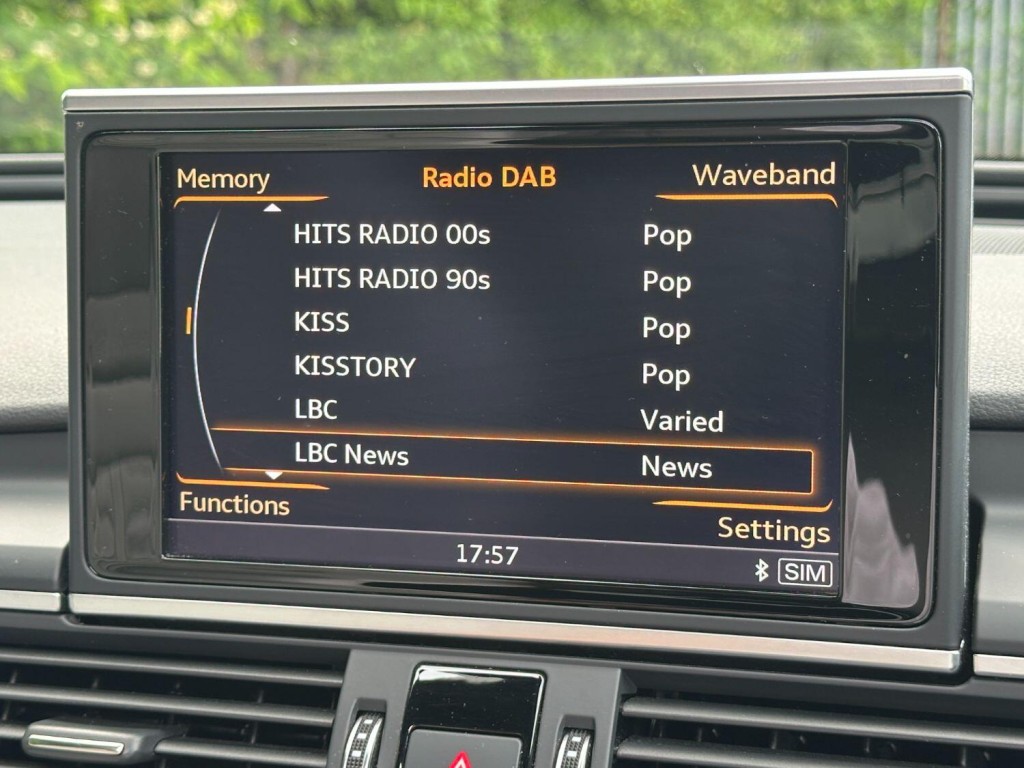 Memory Radio DAB Waveband
HITS RADIO 00s Pop
HITS RADIO 90s Pop
KISS Pop
KISSTORY Pop
LBC Varied
LBC News News
Functions Settings
17:57 SIM